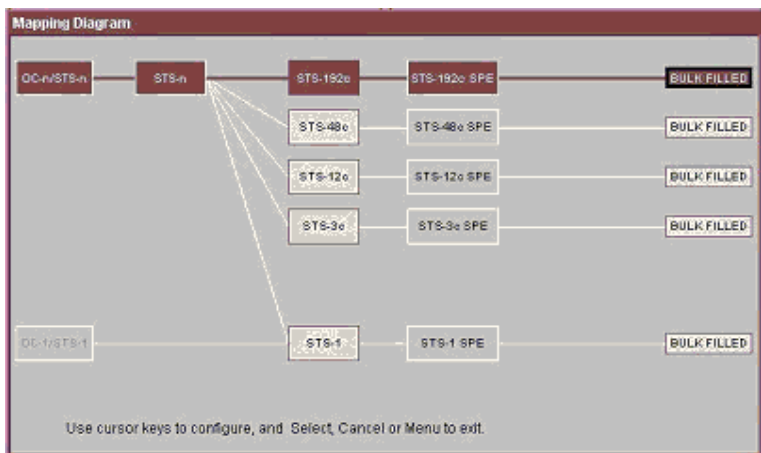 Mapping Diagram
OC-n/STS-n STS-n STS-192c STS-192c SPE BULK FILLED
STS-48c STS-48c SPE BULK FILLED
STS-12c STS-12c SPE BULK FILLED
STS-3c STS-3c SPE BULK FILLED
OC-1/STS-1 STS-1 STS-1 SPE BULK FILLED
Use cursor keys to configure, and Select, Cancel or Menu to exit.